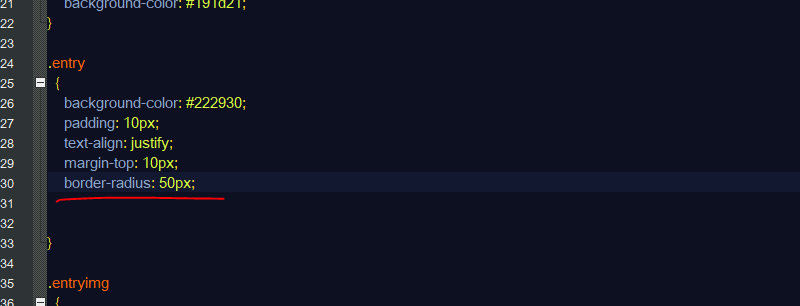 21 background-color: #191d21;
22 }
23
24 .entry
25 {
26 background-color: #222930;
27 padding: 10px;
28 text-align: justify;
29 margin-top: 10px;
30 border-radius: 50px;
31
32
33 }
34
35 .entryimg
36 {